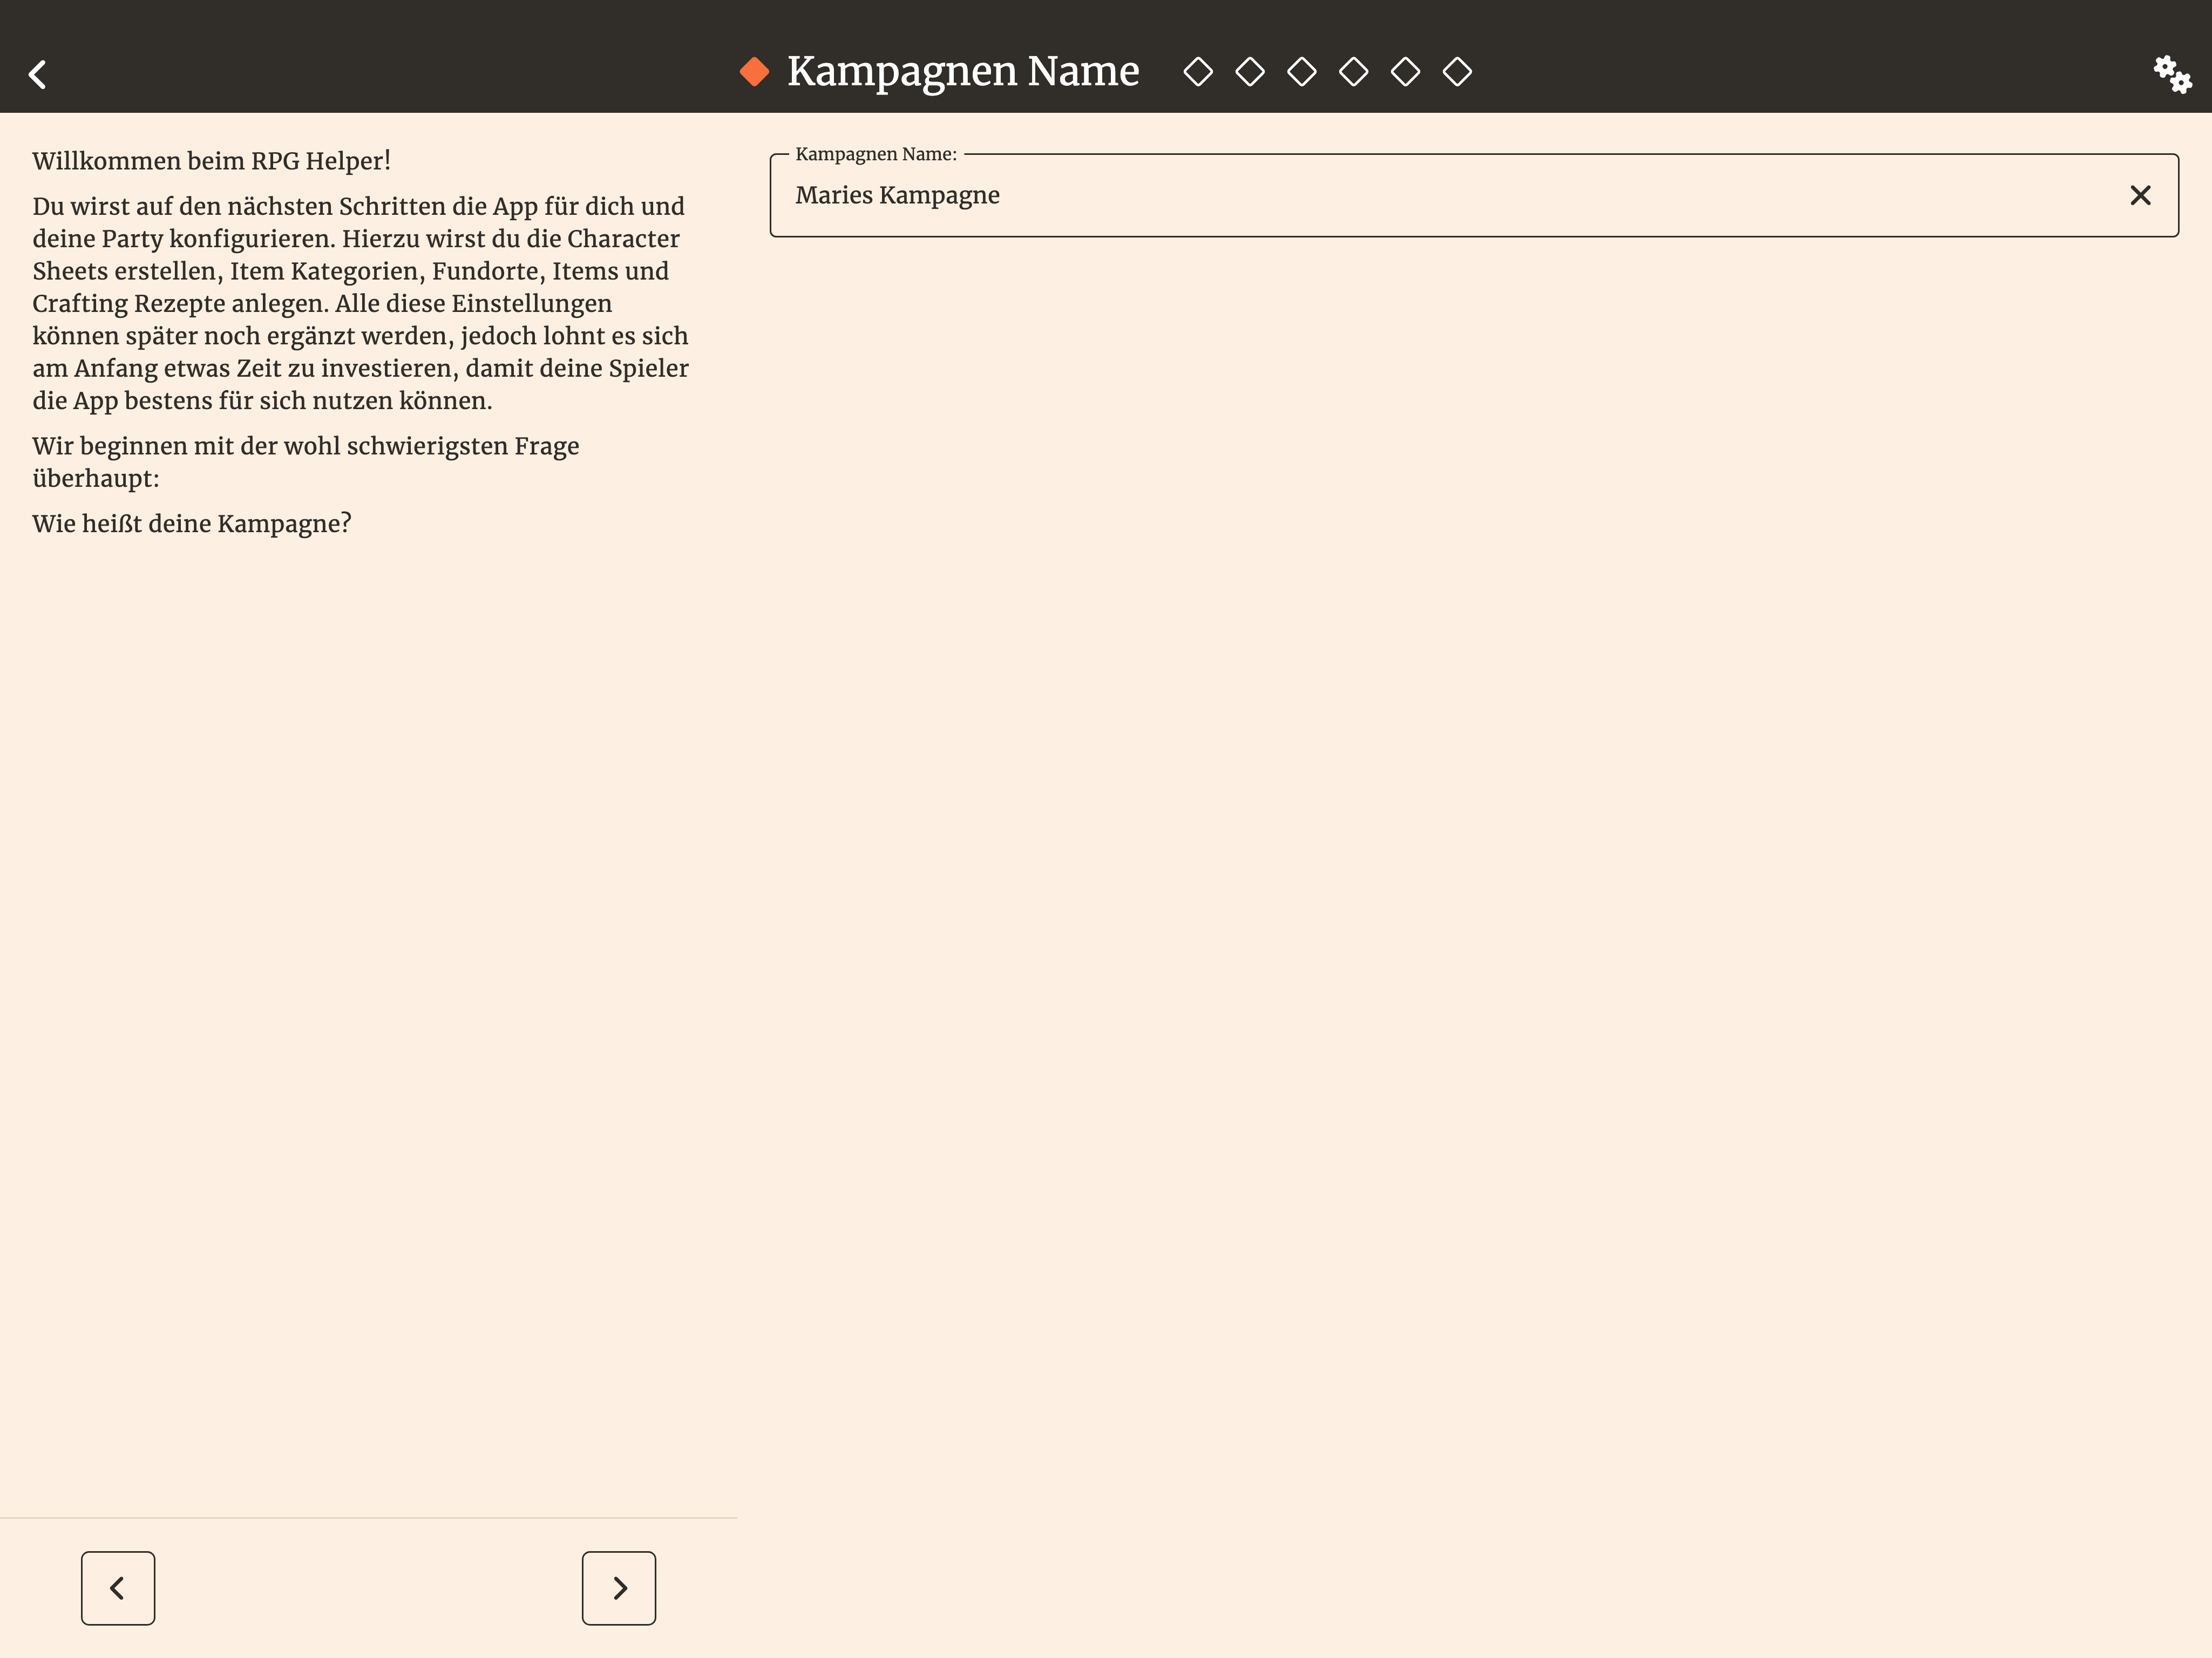 Kampagnen Name
Willkommen beim RPG Helper!
Du wirst auf den nächsten Schritten die App für dich und
deine Party konfigurieren. Hierzu wirst du die Character
Sheets erstellen, Item Kategorien, Fundorte, Items und
Crafting Rezepte anlegen. Alle diese Einstellungen
können später noch ergänzt werden, jedoch lohnt es sich
am Anfang etwas Zeit zu investieren, damit deine Spieler
die App bestens für sich nutzen können.
Wir beginnen mit der wohl schwierigsten Frage
überhaupt:
Wie heißt deine Kampagne?
Kampagnen Name:
Maries Kampagne